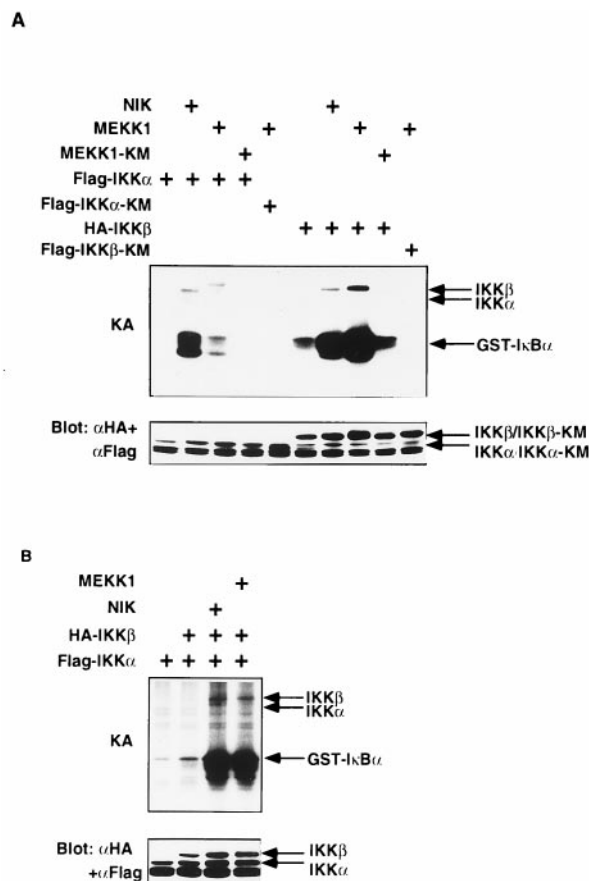 A
NIK +    +
MEKK1 + +    + +
MEKK1-KM +    +
Flag-IKKα + + + +
Flag-IKKα-KM +
HA-IKKβ + + + +
Flag-IKKβ-KM +
IKKβ
IKKα
KA
GST-IκBα
Blot: αHA+
αFlag
IKKβ/IKKβ-KM
IKKα/IKKα-KM
B
MEKK1 +
NIK +
HA-IKKβ + + +
Flag-IKKα + + + +
IKKβ
IKKα
KA
GST-IκBα
Blot: αHA
+αFlag
IKKβ
IKKα